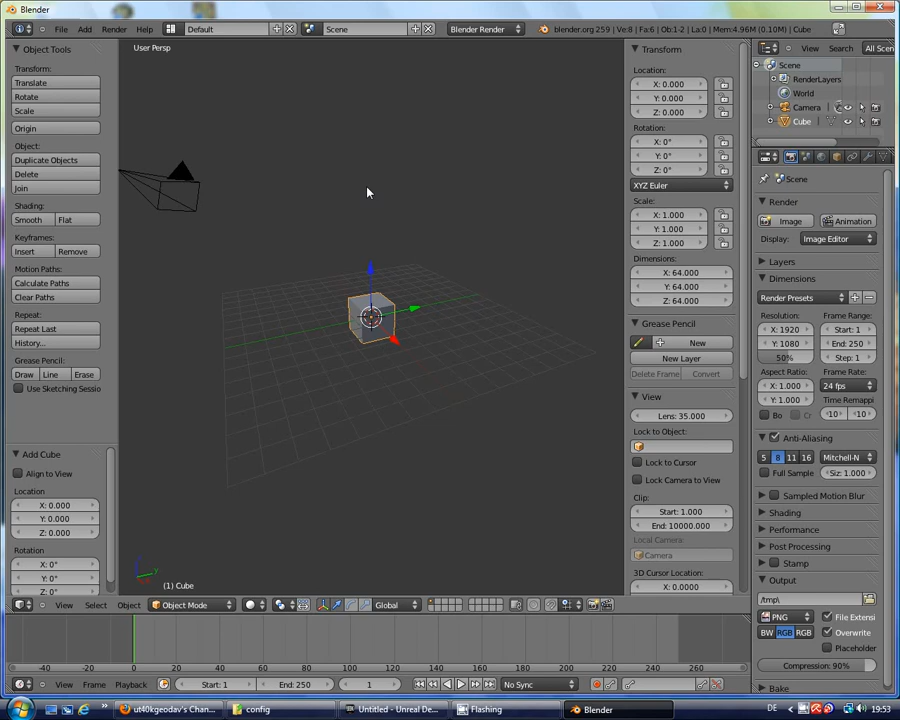 Blender
File Add Render Help Default Scene Blender Render blender.org 259 | Ve:8 | Fa:6 | Ob:1-2 | La:0 | Mem:4.96M (0.10M) | Cube
Object Tools
Transform:
Translate
Rotate
Scale
Origin
Object:
Duplicate Objects
Delete
Join
Shading:
Smooth Flat
Keyframes:
Insert Remove
Motion Paths:
Calculate Paths
Clear Paths
Repeat:
Repeat Last
History...
Grease Pencil:
Draw Line Erase
Use Sketching Sessio
Add Cube
Align to View
Location
X: 0.000
Y: 0.000
Z: 0.000
Rotation
X: 0°
Y: 0°
Z: 0°
User Persp
(1) Cube
Transform
Location:
X: 0.000
Y: 0.000
Z: 0.000
Rotation:
X: 0°
Y: 0°
Z: 0°
XYZ Euler
Scale:
X: 1.000
Y: 1.000
Z: 1.000
Dimensions:
X: 64.000
Y: 64.000
Z: 64.000
Grease Pencil
New
New Layer
Delete Frame Convert
View
Lens: 35.000
Lock to Object:
Lock to Cursor
Lock Camera to View
Clip:
Start: 1.000
End: 10000.000
Local Camera:
Camera
3D Cursor Location:
X: 0.0000
View Search All Scen
Scene
RenderLayers
World
Camera
Cube
Scene
Render
Image Animation
Display: Image Editor
Layers
Dimensions
Render Presets
Resolution: Frame Range:
X: 1920 Start: 1
Y: 1080 End: 250
50% Step: 1
Aspect Ratio: Frame Rate:
X: 1.000 24 fps
Y: 1.000 Time Remappi
Bo Cr 10 10
Anti-Aliasing
5 8 11 16 Mitchell-N
Full Sample Siz: 1.000
Sampled Motion Blur
Shading
Performance
Post Processing
Stamp
Output
/tmp\
PNG File Extensi
BW RGB RGB Overwrite
Placeholder
Compression: 90%
Bake
View Select Object Object Mode Global
-40 -20 0 20 40 60 80 100 120 140 160 180 200 220 240 260
View Frame Playback Start: 1 End: 250 1 No Sync
ut40kgeodav's Chan... config Untitled - Unreal De... Flashing Blender DE 19:53